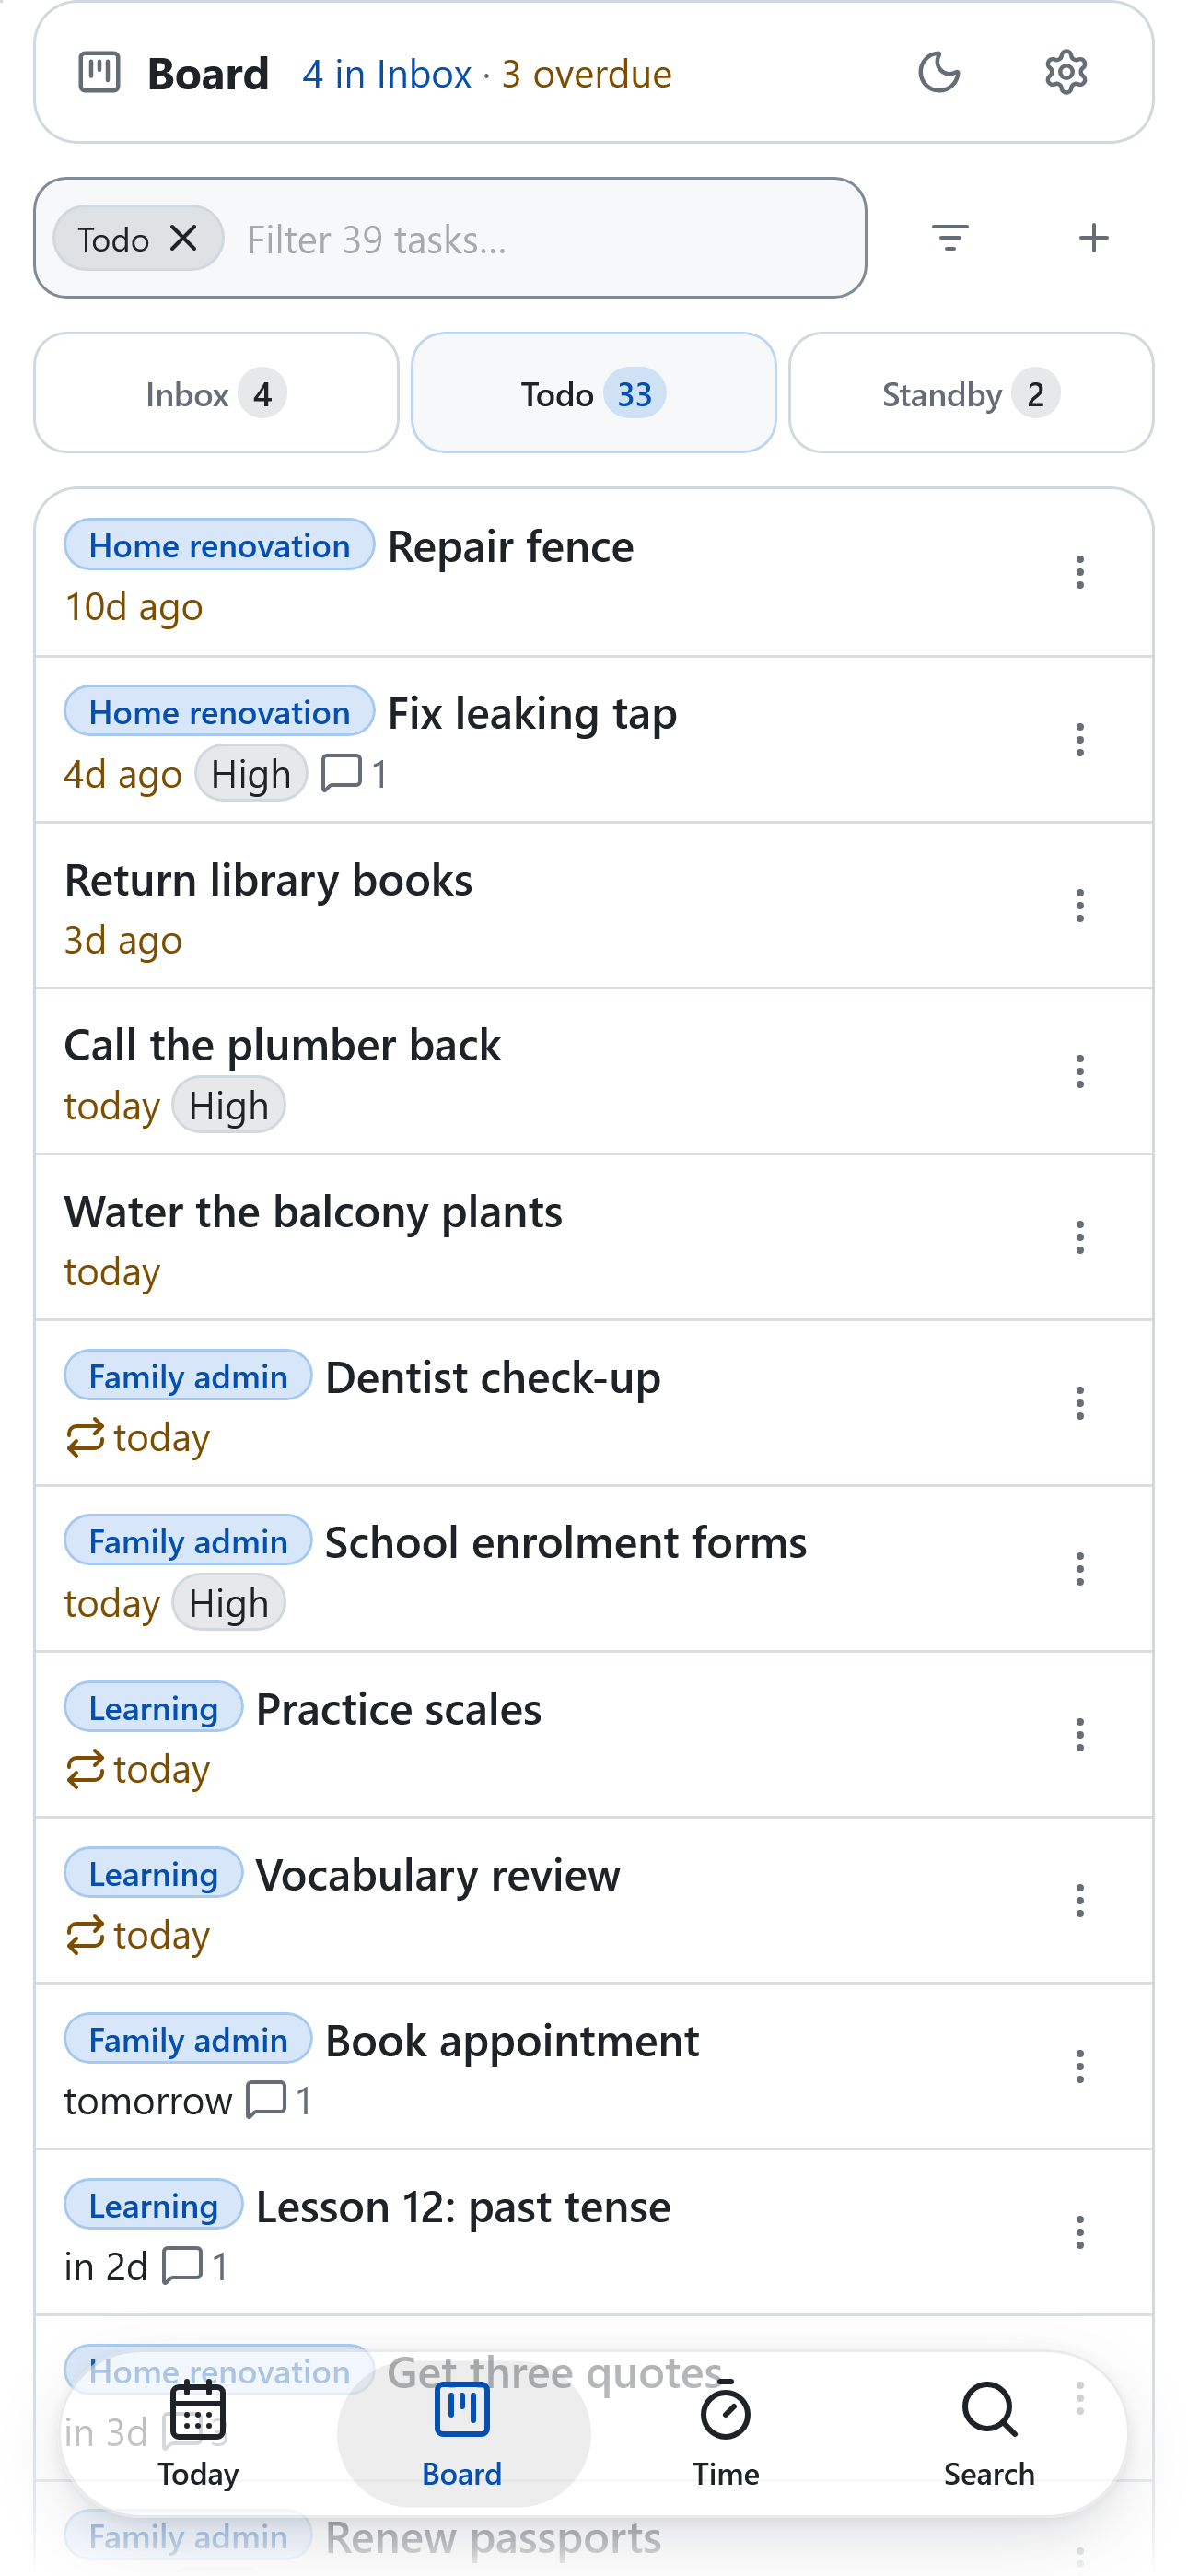 Board 4 in Inbox · 3 overdue
Todo Filter 39 tasks...
Inbox 4 Todo 33 Standby 2
Home renovation Repair fence
10d ago
Home renovation Fix leaking tap
4d ago High 1
Return library books
3d ago
Call the plumber back
today High
Water the balcony plants
today
Family admin Dentist check-up
today
Family admin School enrolment forms
today High
Learning Practice scales
today
Learning Vocabulary review
today
Family admin Book appointment
tomorrow 1
Learning Lesson 12: past tense
in 2d 1
Home renovation Get three quotes
in 3d 3
Today Board Time Search
Family admin Renew passports